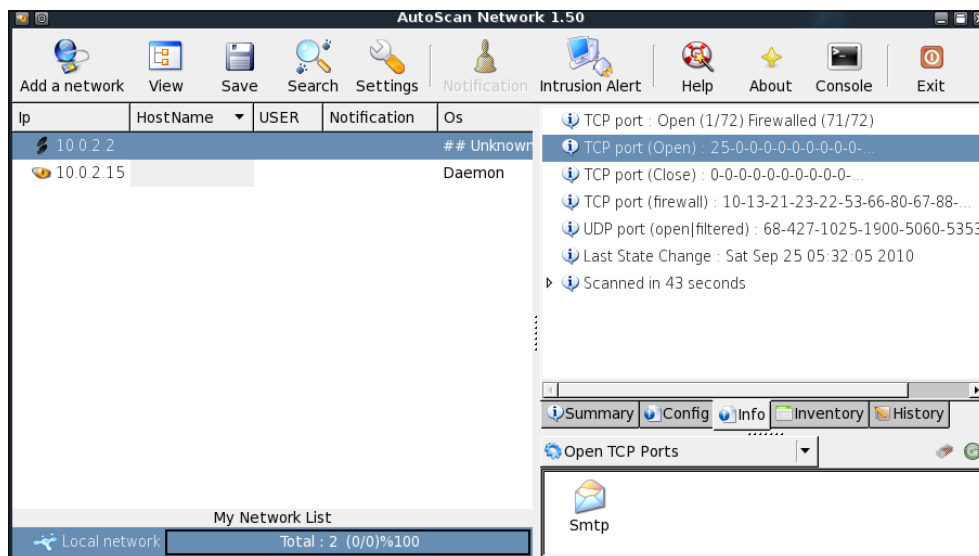 AutoScan Network 1.50
Add a network View Save Search Settings Notification Intrusion Alert Help About Console Exit
Ip HostName USER Notification Os
10.0.2.2 ## Unknown
10.0.2.15 Daemon
My Network List
Local network Total : 2 (0/0)%100
TCP port : Open (1/72) Firewalled (71/72)
TCP port (Open) : 25-0-0-0-0-0-0-0-0-0-...
TCP port (Close) : 0-0-0-0-0-0-0-0-0-0-...
TCP port (firewall) : 10-13-21-23-22-53-66-80-67-88-...
UDP port (open|filtered) : 68-427-1025-1900-5060-5353
Last State Change : Sat Sep 25 05:32:05 2010
Scanned in 43 seconds
Summary Config Info Inventory History
Open TCP Ports
Smtp